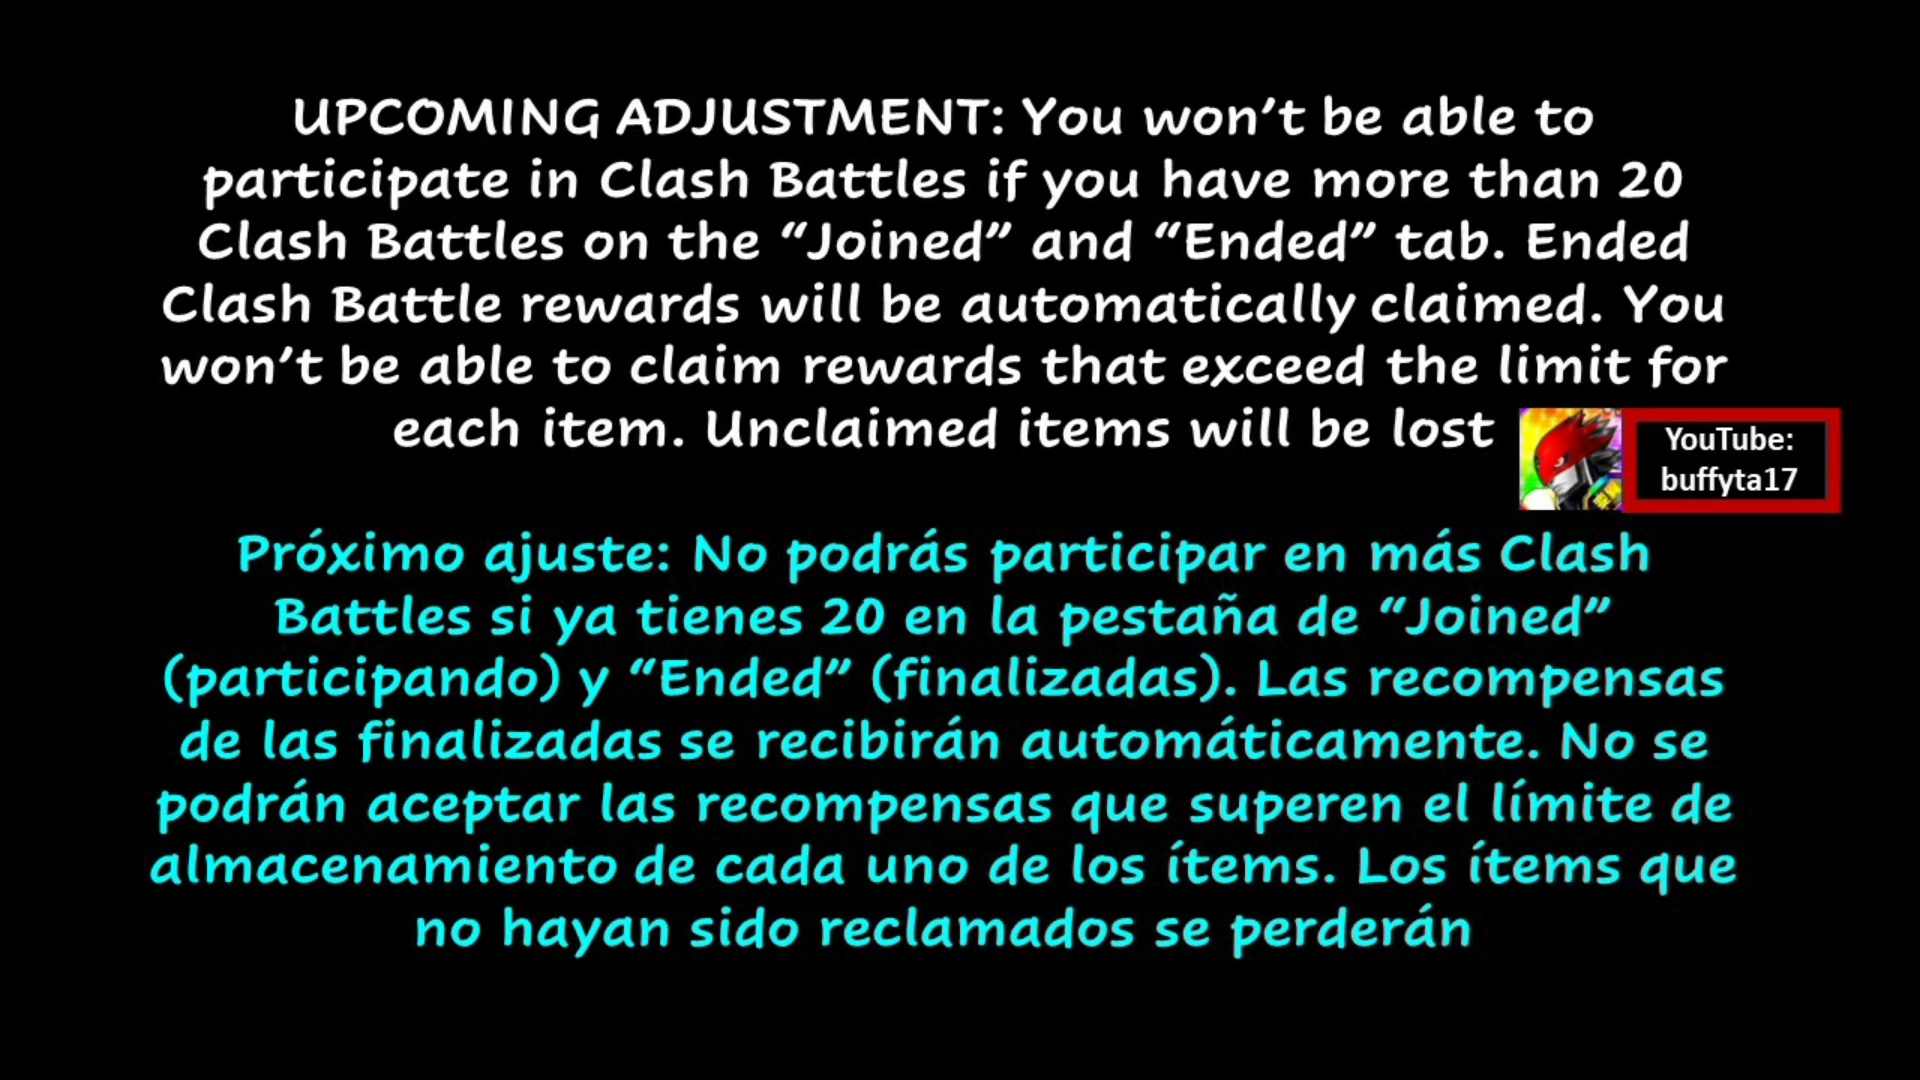 UPCOMING ADJUSTMENT: You won’t be able to
participate in Clash Battles if you have more than 20
Clash Battles on the “Joined” and “Ended” tab. Ended
Clash Battle rewards will be automatically claimed. You
won’t be able to claim rewards that exceed the limit for
each item. Unclaimed items will be lost
YouTube:
buffyta17
Próximo ajuste: No podrás participar en más Clash
Battles si ya tienes 20 en la pestaña de “Joined”
(participando) y “Ended” (finalizadas). Las recompensas
de las finalizadas se recibirán automáticamente. No se
podrán aceptar las recompensas que superen el límite de
almacenamiento de cada uno de los ítems. Los ítems que
no hayan sido reclamados se perderán